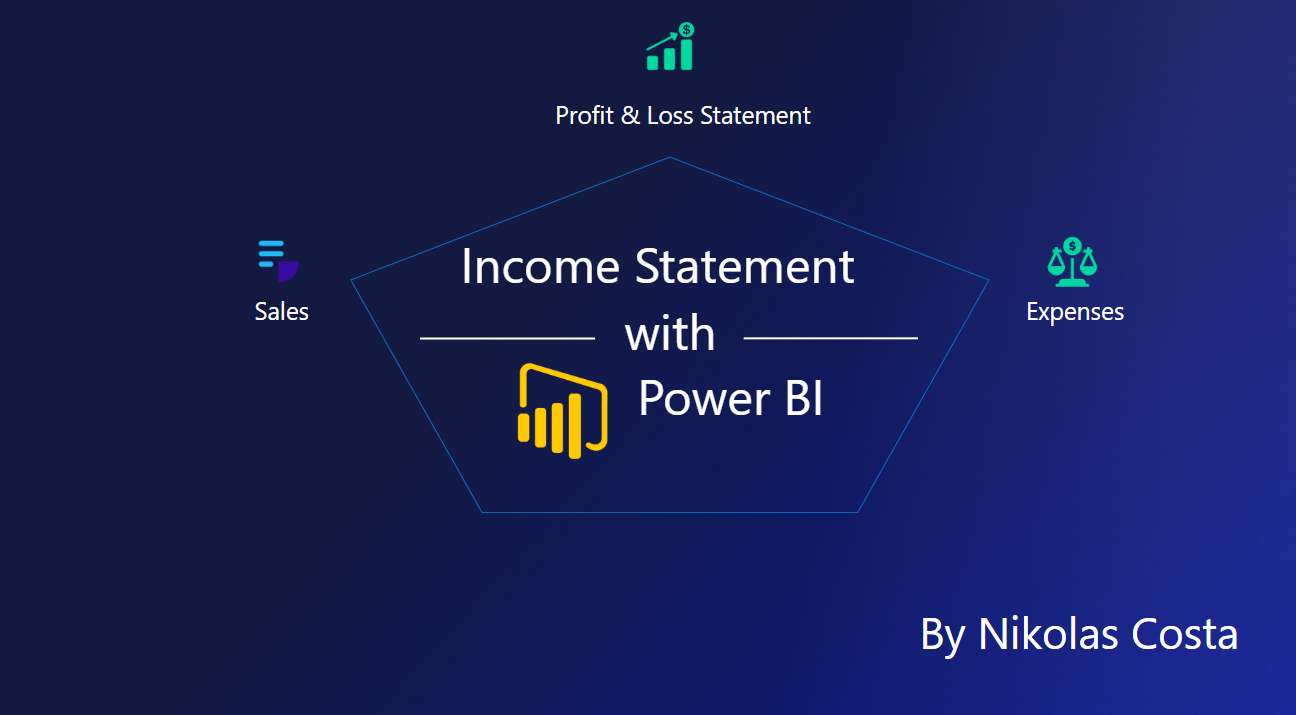 Profit & Loss Statement
Income Statement
Sales
Expenses
with
Power BI
By Nikolas Costa